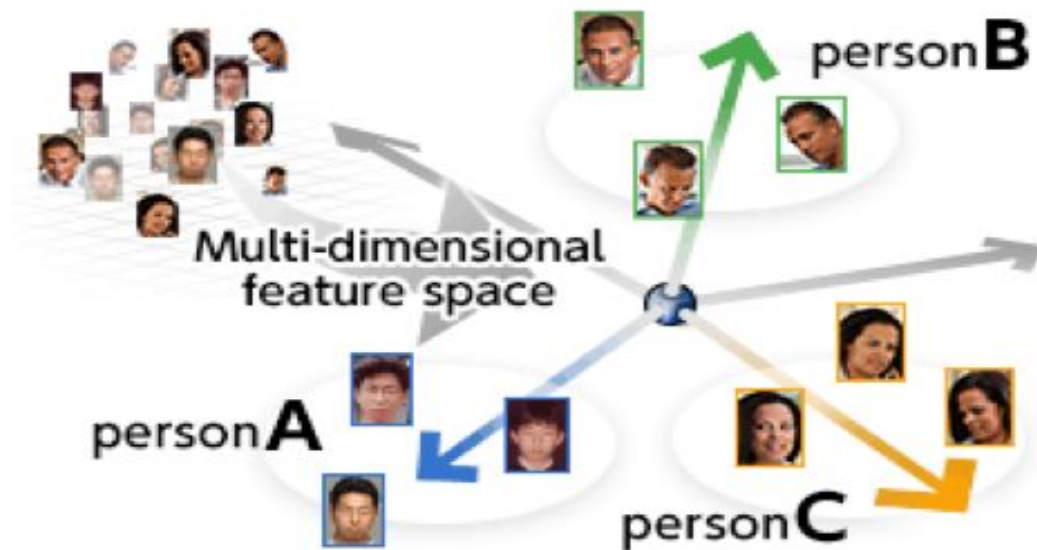 person B
Multi-dimensional
feature space
person A
person C